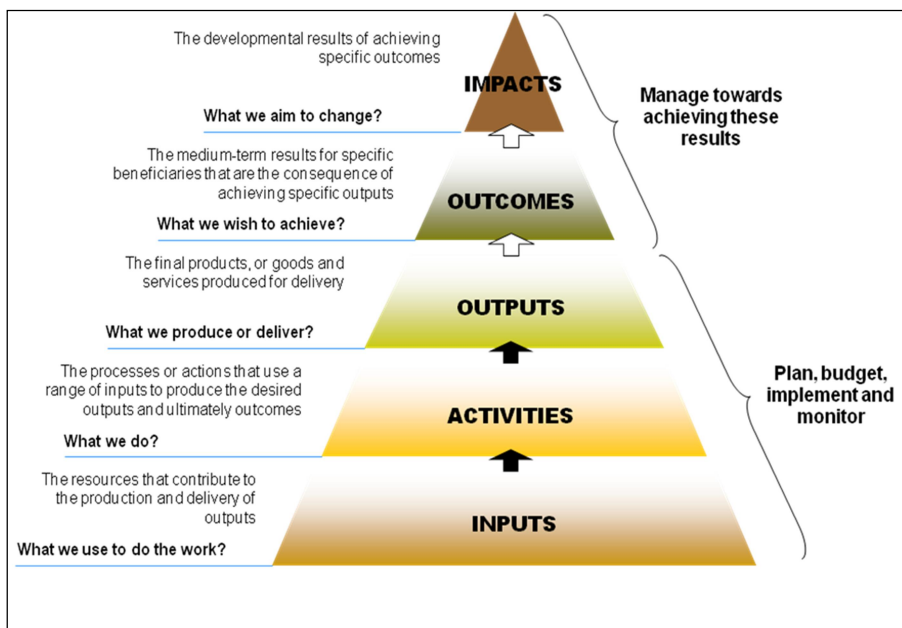 The developmental results of achieving
specific outcomes
IMPACTS
What we aim to change?
Manage towards
achieving these
results
The medium-term results for specific
beneficiaries that are the consequence of
achieving specific outputs
OUTCOMES
What we wish to achieve?
The final products, or goods and
services produced for delivery
OUTPUTS
What we produce or deliver?
Plan, budget,
implement and
monitor
The processes or actions that use a
range of inputs to produce the desired
outputs and ultimately outcomes
ACTIVITIES
What we do?
The resources that contribute to
the production and delivery of
outputs
INPUTS
What we use to do the work?